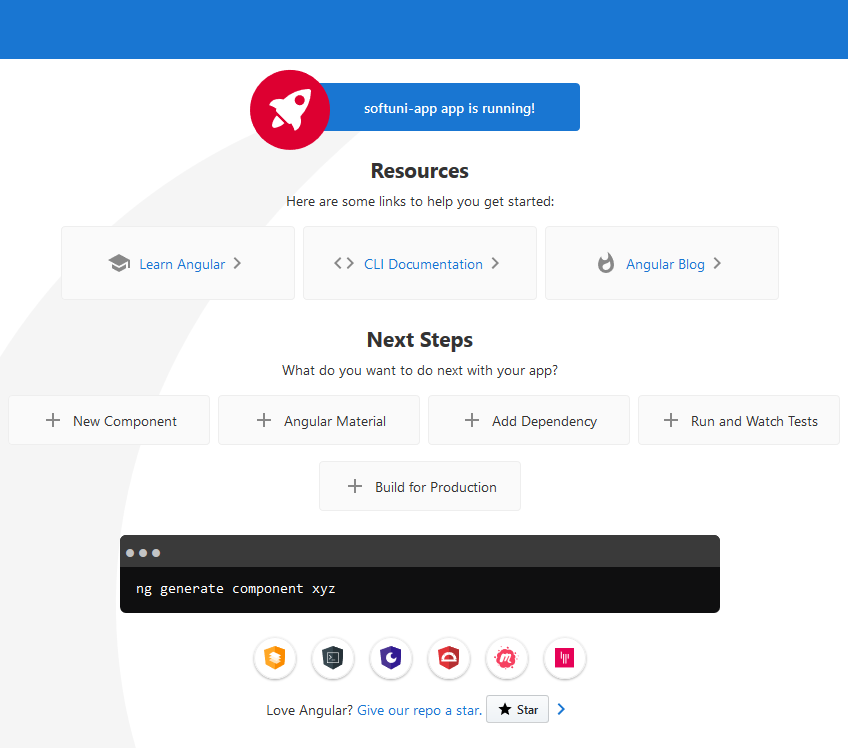 softuni-app app is running!
Resources
Here are some links to help you get started:
Learn Angular
CLI Documentation
Angular Blog
Next Steps
What do you want to do next with your app?
New Component
Angular Material
Add Dependency
Run and Watch Tests
Build for Production
ng generate component xyz
Love Angular? Give our repo a star. Star